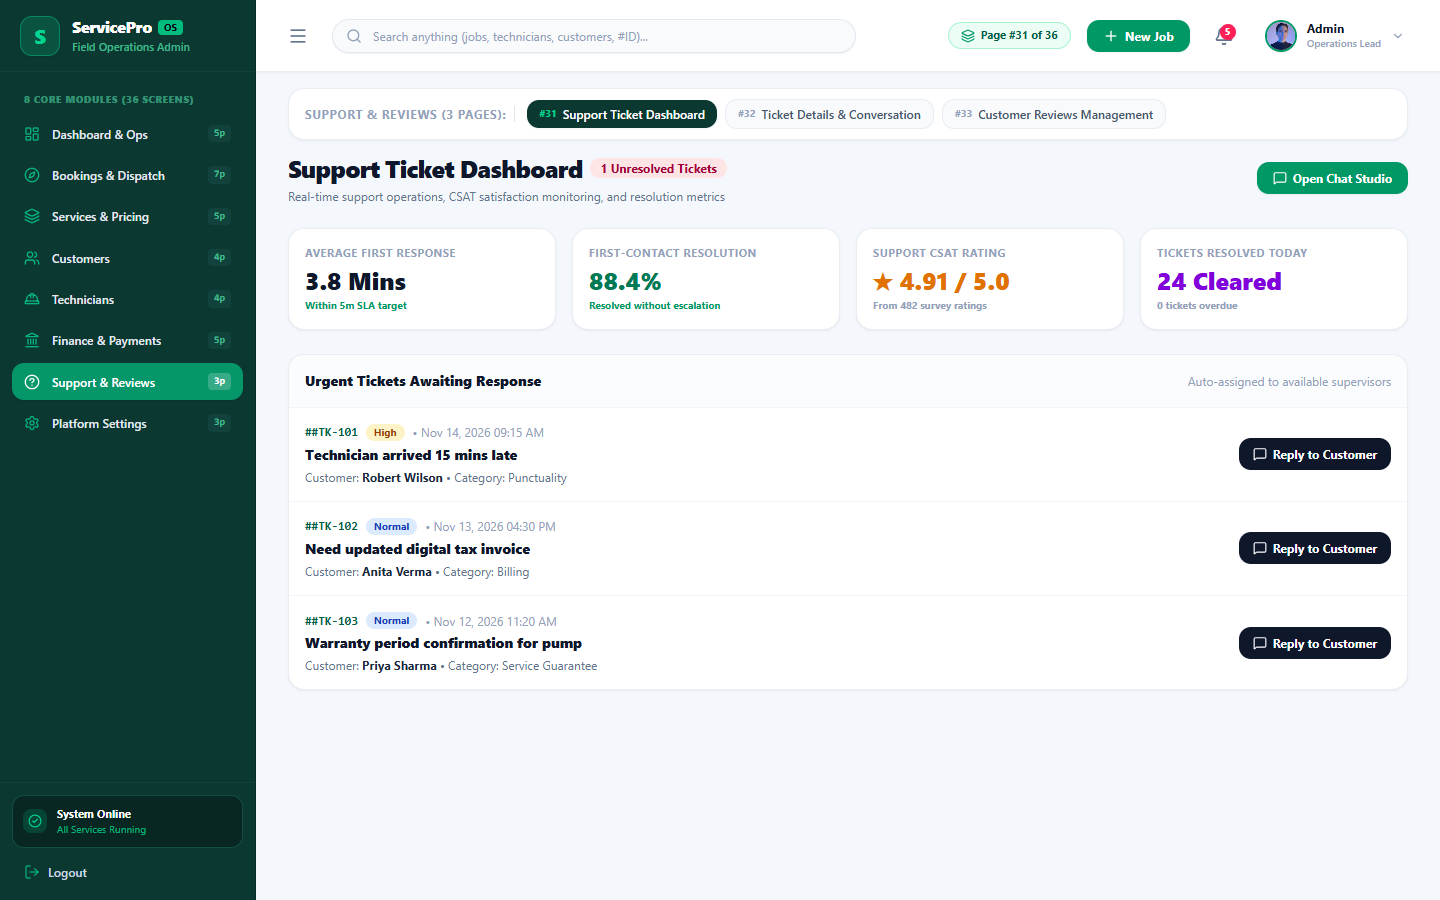 S
ServicePro OS
Field Operations Admin
8 CORE MODULES (36 SCREENS)
Dashboard & Ops 5p
Bookings & Dispatch 7p
Services & Pricing 5p
Customers 4p
Technicians 4p
Finance & Payments 5p
Support & Reviews 3p
Platform Settings 3p
System Online
All Services Running
Logout
Search anything (jobs, technicians, customers, #ID)...
Page #31 of 36
New Job
5
Admin
Operations Lead
SUPPORT & REVIEWS (3 PAGES):
#31 Support Ticket Dashboard
#32 Ticket Details & Conversation
#33 Customer Reviews Management
Support Ticket Dashboard
1 Unresolved Tickets
Real-time support operations, CSAT satisfaction monitoring, and resolution metrics
Open Chat Studio
AVERAGE FIRST RESPONSE
3.8 Mins
Within 5m SLA target
FIRST-CONTACT RESOLUTION
88.4%
Resolved without escalation
SUPPORT CSAT RATING
★ 4.91 / 5.0
From 482 survey ratings
TICKETS RESOLVED TODAY
24 Cleared
0 tickets overdue
Urgent Tickets Awaiting Response
Auto-assigned to available supervisors
##TK-101 High • Nov 14, 2026 09:15 AM
Technician arrived 15 mins late
Customer: Robert Wilson • Category: Punctuality
Reply to Customer
##TK-102 Normal • Nov 13, 2026 04:30 PM
Need updated digital tax invoice
Customer: Anita Verma • Category: Billing
Reply to Customer
##TK-103 Normal • Nov 12, 2026 11:20 AM
Warranty period confirmation for pump
Customer: Priya Sharma • Category: Service Guarantee
Reply to Customer